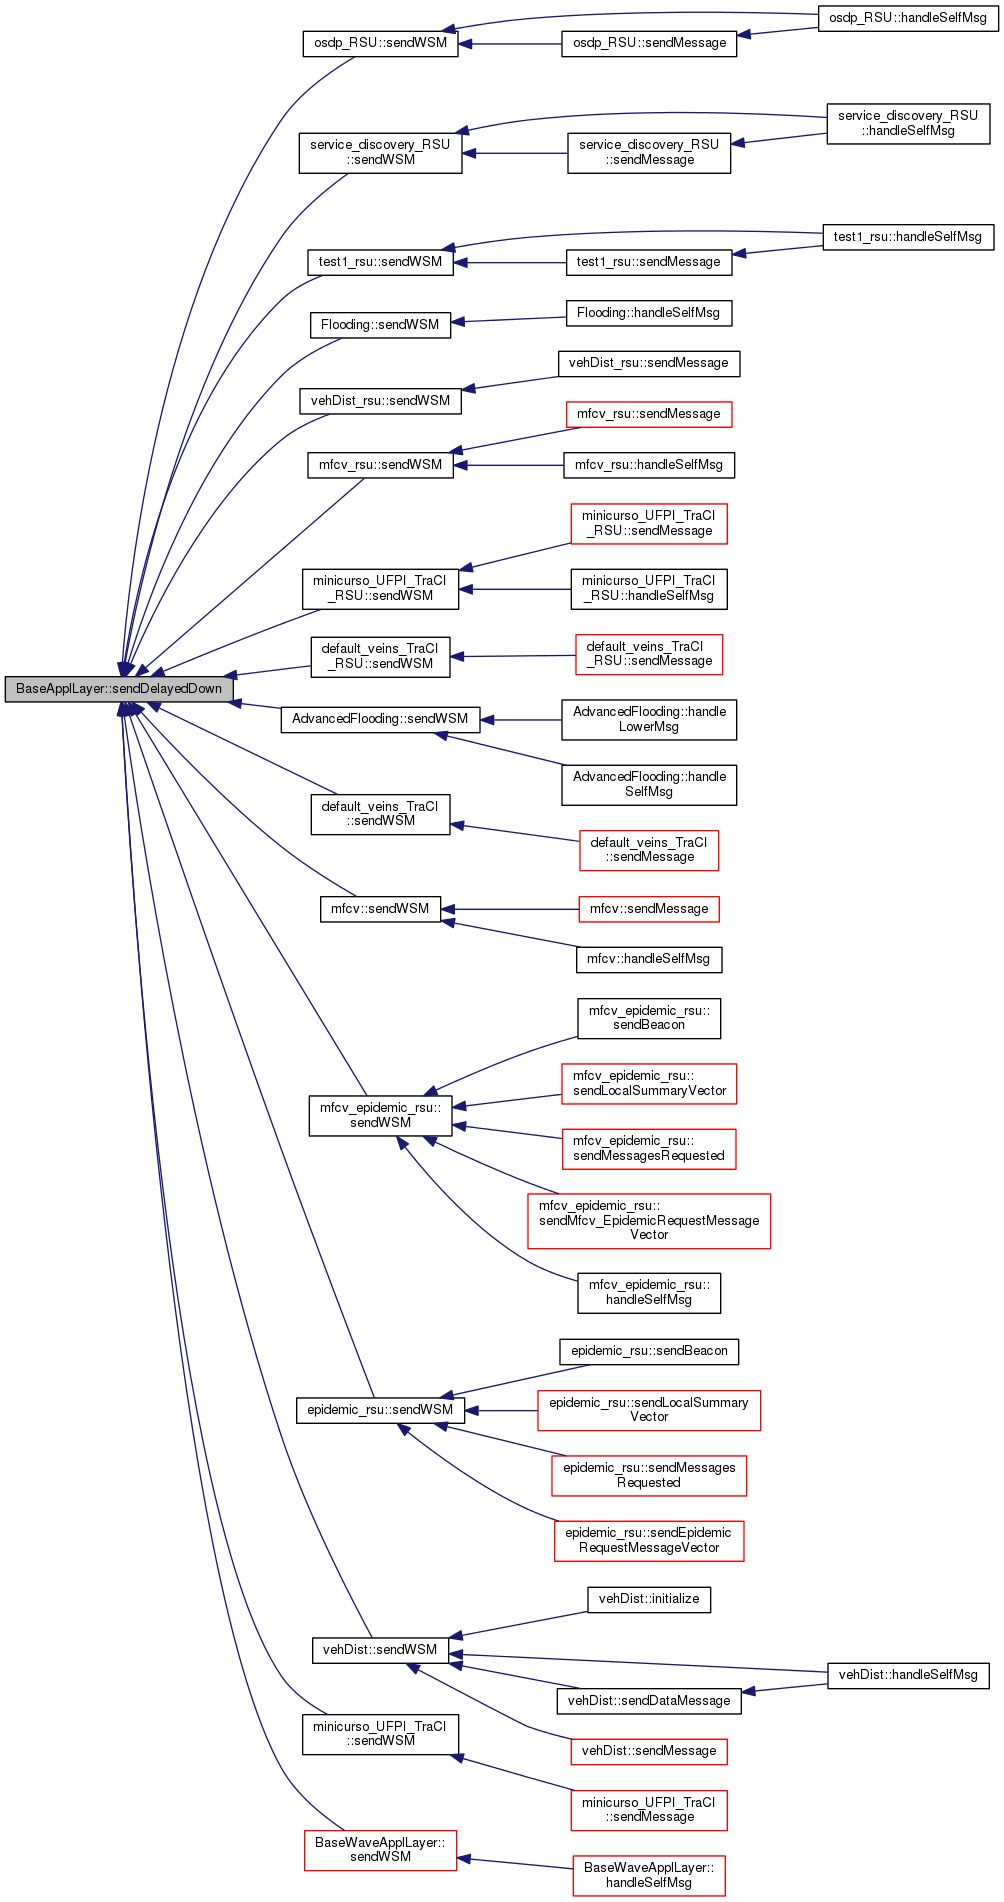 osdp_RSU::handleSelfMsg
osdp_RSU::sendWSM
osdp_RSU::sendMessage
service_discovery_RSU
::handleSelfMsg
service_discovery_RSU
::sendWSM
service_discovery_RSU
::sendMessage
test1_rsu::handleSelfMsg
test1_rsu::sendWSM
test1_rsu::sendMessage
Flooding::sendWSM
Flooding::handleSelfMsg
vehDist_rsu::sendMessage
vehDist_rsu::sendWSM
mfcv_rsu::sendMessage
mfcv_rsu::sendWSM
mfcv_rsu::handleSelfMsg
minicurso_UFPI_TraCI
_RSU::sendMessage
minicurso_UFPI_TraCI
_RSU::sendWSM
minicurso_UFPI_TraCI
_RSU::handleSelfMsg
default_veins_TraCI
_RSU::sendWSM
default_veins_TraCI
_RSU::sendMessage
BaseApplLayer::sendDelayedDown
AdvancedFlooding::sendWSM
AdvancedFlooding::handle
LowerMsg
AdvancedFlooding::handle
SelfMsg
default_veins_TraCI
::sendWSM
default_veins_TraCI
::sendMessage
mfcv::sendWSM
mfcv::sendMessage
mfcv::handleSelfMsg
mfcv_epidemic_rsu::
sendBeacon
mfcv_epidemic_rsu::
sendLocalSummaryVector
mfcv_epidemic_rsu::
sendWSM
mfcv_epidemic_rsu::
sendMessagesRequested
mfcv_epidemic_rsu::
sendMfcv_EpidemicRequestMessage
Vector
mfcv_epidemic_rsu::
handleSelfMsg
epidemic_rsu::sendBeacon
epidemic_rsu::sendWSM
epidemic_rsu::sendLocalSummary
Vector
epidemic_rsu::sendMessages
Requested
epidemic_rsu::sendEpidemic
RequestMessageVector
vehDist::initialize
vehDist::sendWSM
vehDist::handleSelfMsg
vehDist::sendDataMessage
vehDist::sendMessage
minicurso_UFPI_TraCI
::sendWSM
minicurso_UFPI_TraCI
::sendMessage
BaseWaveApplLayer::
sendWSM
BaseWaveApplLayer::
handleSelfMsg